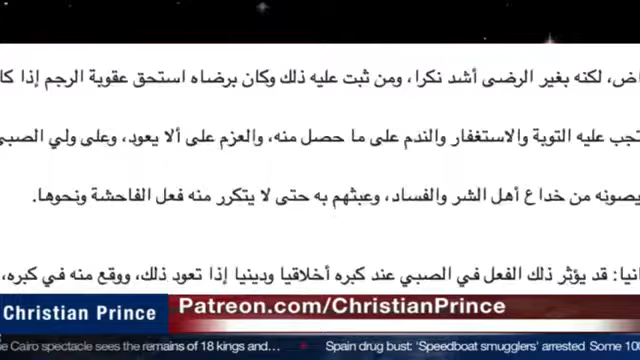 اض، لكنه بغير الرضى أشد نكرا، ومن ثبت عليه ذلك وكان برضاه استحق عقوبة الرجم إذا كا
تجب عليه التوبة والاستغفار والندم على ما حصل منه، والعزم على ألا يعود، وعلى ولي الصبي
يصونه من خداع أهل الشر والفساد، وعبثهم به حتى لا يتكرر منه فعل الفاحشة ونحوها.
انيا: قد يؤثر ذلك الفعل في الصبي عند كبره أخلاقيا ودينيا إذا تعود ذلك، ووقع منه في كبره،
Christian Prince
Patreon.com/ChristianPrince
e Cairo spectacle sees the remains of 18 kings and... Spain drug bust: 'Speedboat smugglers' arrested Some 100